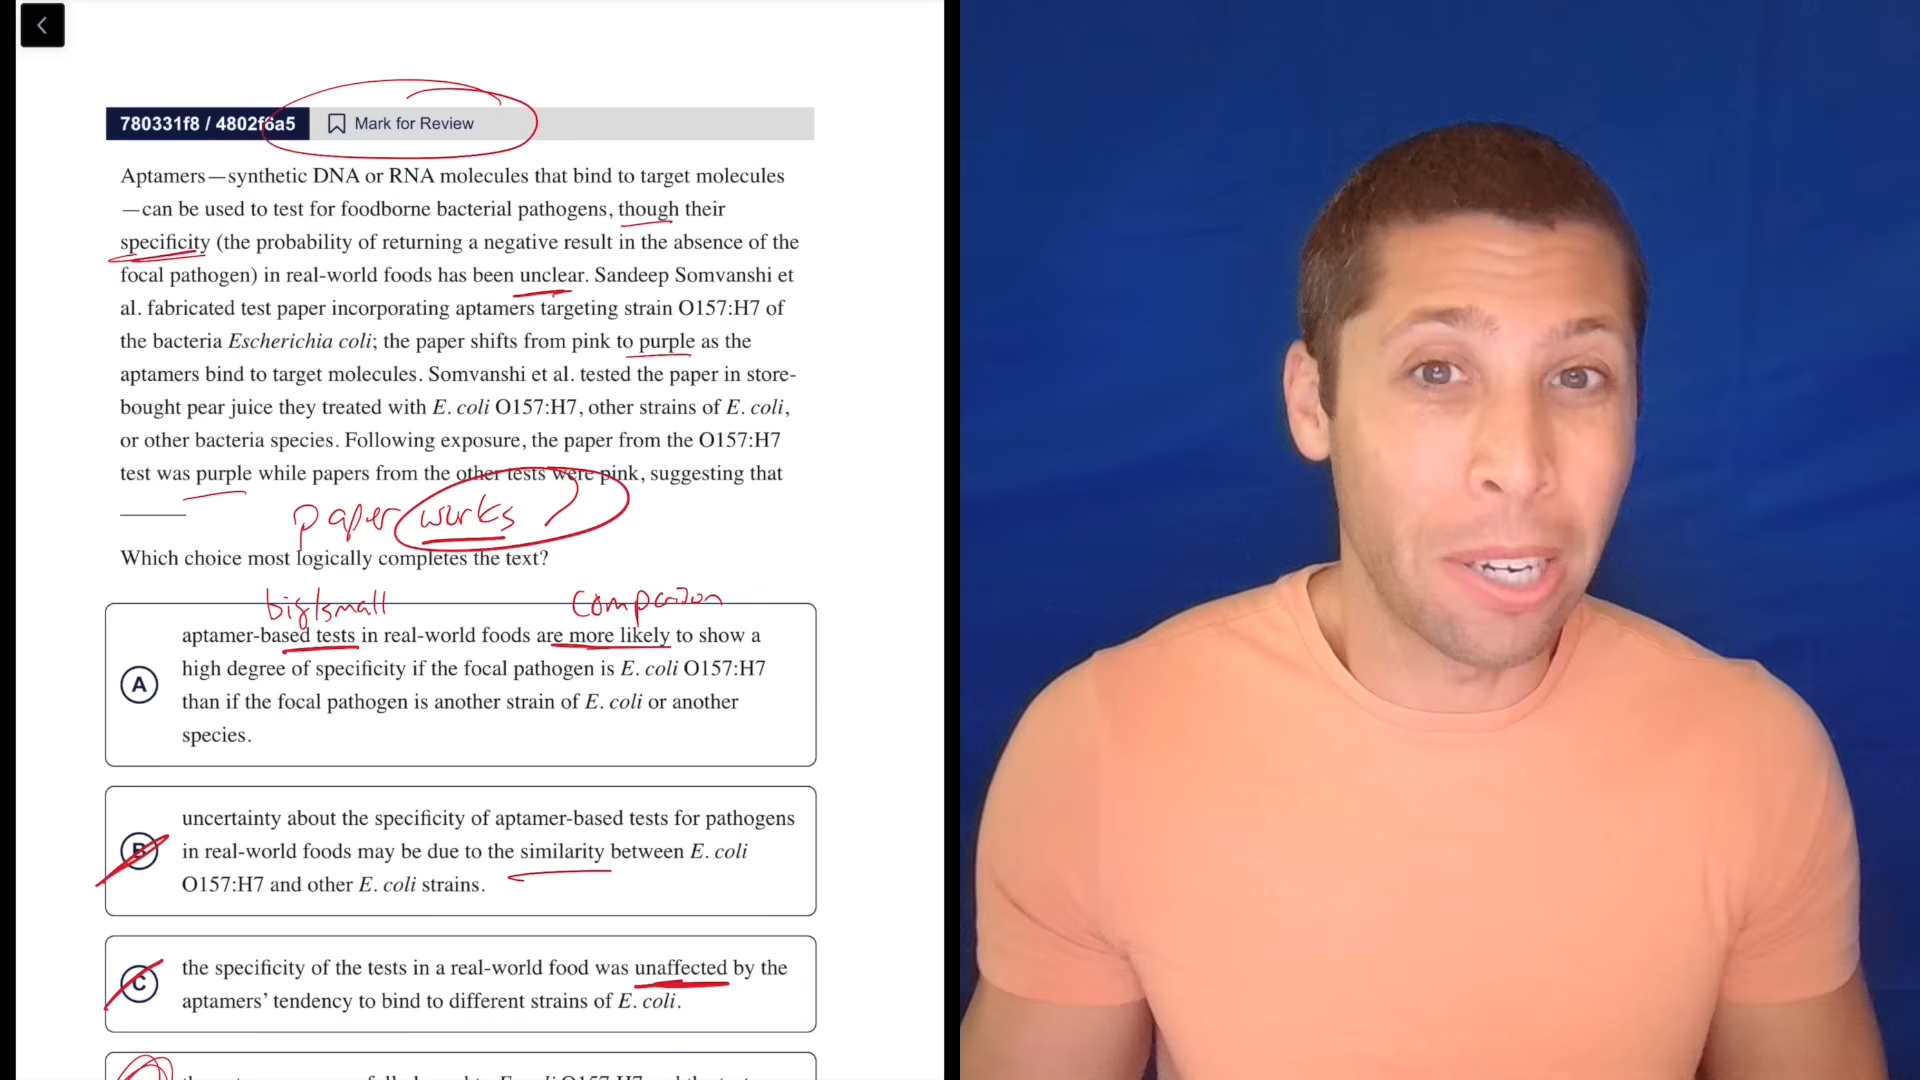 780331f8 / 4802f6a5 Mark for Review
Aptamers—synthetic DNA or RNA molecules that bind to target molecules
—can be used to test for foodborne bacterial pathogens, though their
specificity (the probability of returning a negative result in the absence of the
focal pathogen) in real-world foods has been unclear. Sandeep Somvanshi et
al. fabricated test paper incorporating aptamers targeting strain O157:H7 of
the bacteria Escherichia coli; the paper shifts from pink to purple as the
aptamers bind to target molecules. Somvanshi et al. tested the paper in store-
bought pear juice they treated with E. coli O157:H7, other strains of E. coli,
or other bacteria species. Following exposure, the paper from the O157:H7
test was purple while papers from the other tests were pink, suggesting that
______
paper works
Which choice most logically completes the text?
big/small comparison
A
aptamer-based tests in real-world foods are more likely to show a
high degree of specificity if the focal pathogen is E. coli O157:H7
than if the focal pathogen is another strain of E. coli or another
species.
B
uncertainty about the specificity of aptamer-based tests for pathogens
in real-world foods may be due to the similarity between E. coli
O157:H7 and other E. coli strains.
C
the specificity of the tests in a real-world food was unaffected by the
aptamers' tendency to bind to different strains of E. coli.